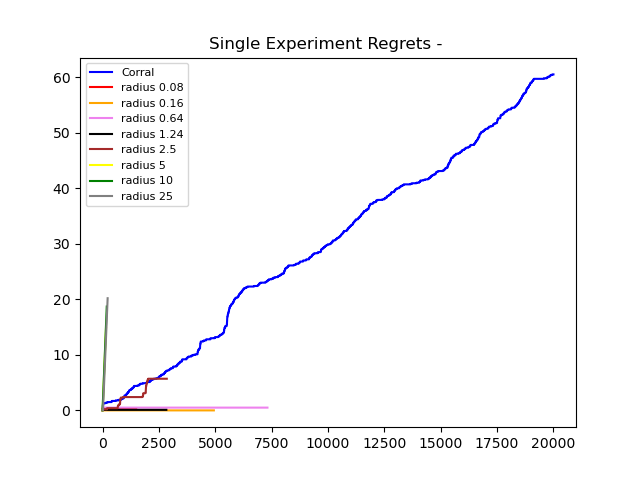 Single Experiment Regrets -
60
50
40
30
20
10
0
Corral
radius 0.08
radius 0.16
radius 0.64
radius 1.24
radius 2.5
radius 5
radius 10
radius 25
0 2500 5000 7500 10000 12500 15000 17500 20000